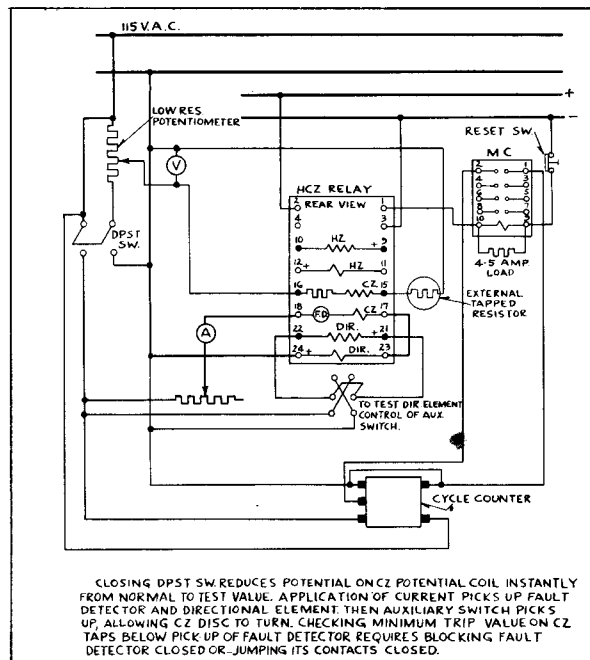 115 V. A. C.
+
LOW RES.
POTENTIOMETER
-
RESET SW.
M C
V
HCZ RELAY
REAR VIEW
2 1
4 3
2 1
4 3
6 5
8 7
10 9
DPST
SW.
10 HZ + 9
12 + HZ 11
4-5 AMP.
LOAD
16 CZ 15
EXTERNAL
TAPPED
RESISTOR
18 F.D. CZ 17
A
22 DIR. + 21
24 + DIR. 23
TO TEST DIR. ELEMENT
CONTROL OF AUX.
SWITCH.
CYCLE COUNTER
CLOSING DPST SW. REDUCES POTENTIAL ON CZ POTENTIAL COIL INSTANTLY
FROM NORMAL TO TEST VALUE. APPLICATION OF CURRENT PICKS UP FAULT
DETECTOR AND DIRECTIONAL ELEMENT. THEN AUXILIARY SWITCH PICKS
UP, ALLOWING CZ DISC TO TURN. CHECKING MINIMUM TRIP VALUE ON CZ
TAPS BELOW PICK-UP OF FAULT DETECTOR REQUIRES BLOCKING FAULT
DETECTOR CLOSED OR JUMPING ITS CONTACTS CLOSED.